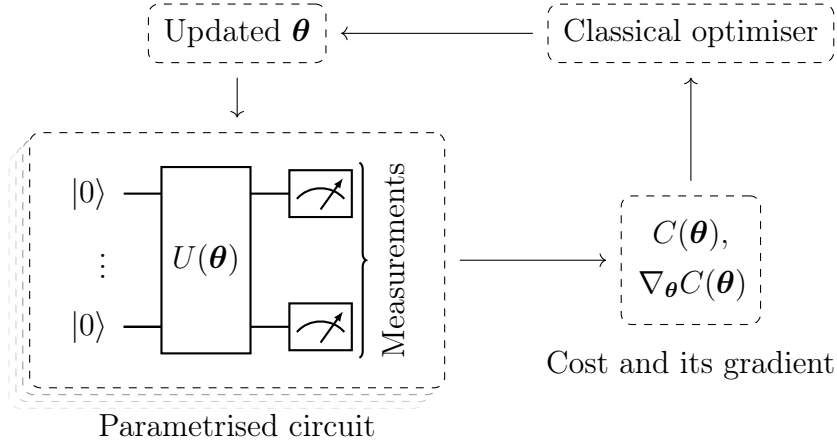 Updated θ
Classical optimiser
|0⟩
U(θ)
⋮
|0⟩
Measurements
C(θ),
∇θC(θ)
Cost and its gradient
Parametrised circuit